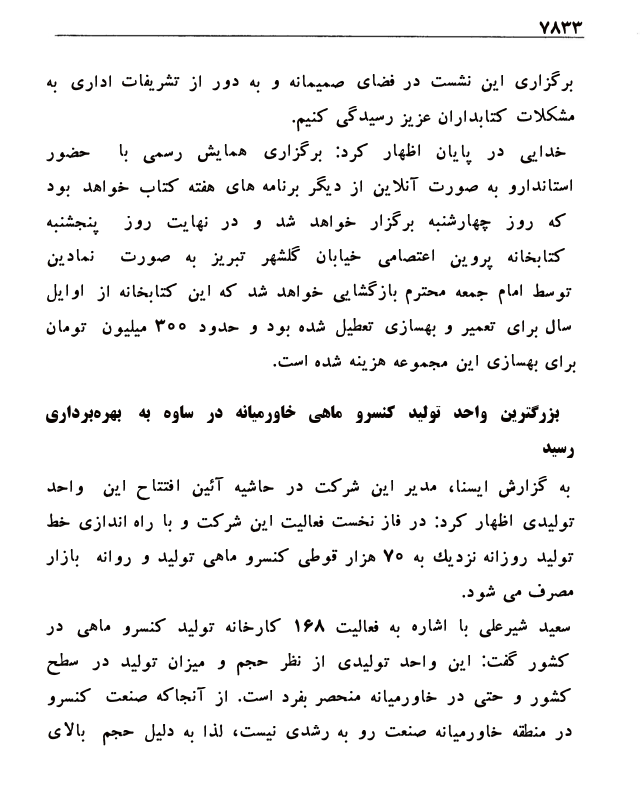 ۷۸۳۳
برگزاری این نشست در فضای صمیمانه و به دور از تشریفات اداری به
مشکلات کتابداران عزیز رسیدگی کنیم.
خدایی در پایان اظهار کرد: برگزاری همایش رسمی با حضور
استاندارو به صورت آنلاین از دیگر برنامه های هفته کتاب خواهد بود
که روز چهارشنبه برگزار خواهد شد و در نهایت روز پنجشنبه
کتابخانه پروین اعتصامی خیابان گلشهر تبریز به صورت نمادین
توسط امام جمعه محترم بازگشایی خواهد شد که این کتابخانه از اوایل
سال برای تعمیر و بهسازی تعطیل شده بود و حدود ۳۰۰ میلیون تومان
برای بهسازی این مجموعه هزینه شده است.
بزرگترین واحد تولید کنسرو ماهی خاورمیانه در ساوه به بهره‌برداری
رسید
به گزارش ایسنا، مدیر این شرکت در حاشیه آئین افتتاح این واحد
تولیدی اظهار کرد: در فاز نخست فعالیت این شرکت و با راه اندازی خط
تولید روزانه نزدیك به ۷۰ هزار قوطی کنسرو ماهی تولید و روانه بازار
مصرف می شود.
سعید شیرعلی با اشاره به فعالیت ۱۶۸ کارخانه تولید کنسرو ماهی در
کشور گفت: این واحد تولیدی از نظر حجم و میزان تولید در سطح
کشور و حتی در خاورمیانه منحصر بفرد است. از آنجاکه صنعت کنسرو
در منطقه خاورمیانه صنعت رو به رشدی نیست، لذا به دلیل حجم بالای